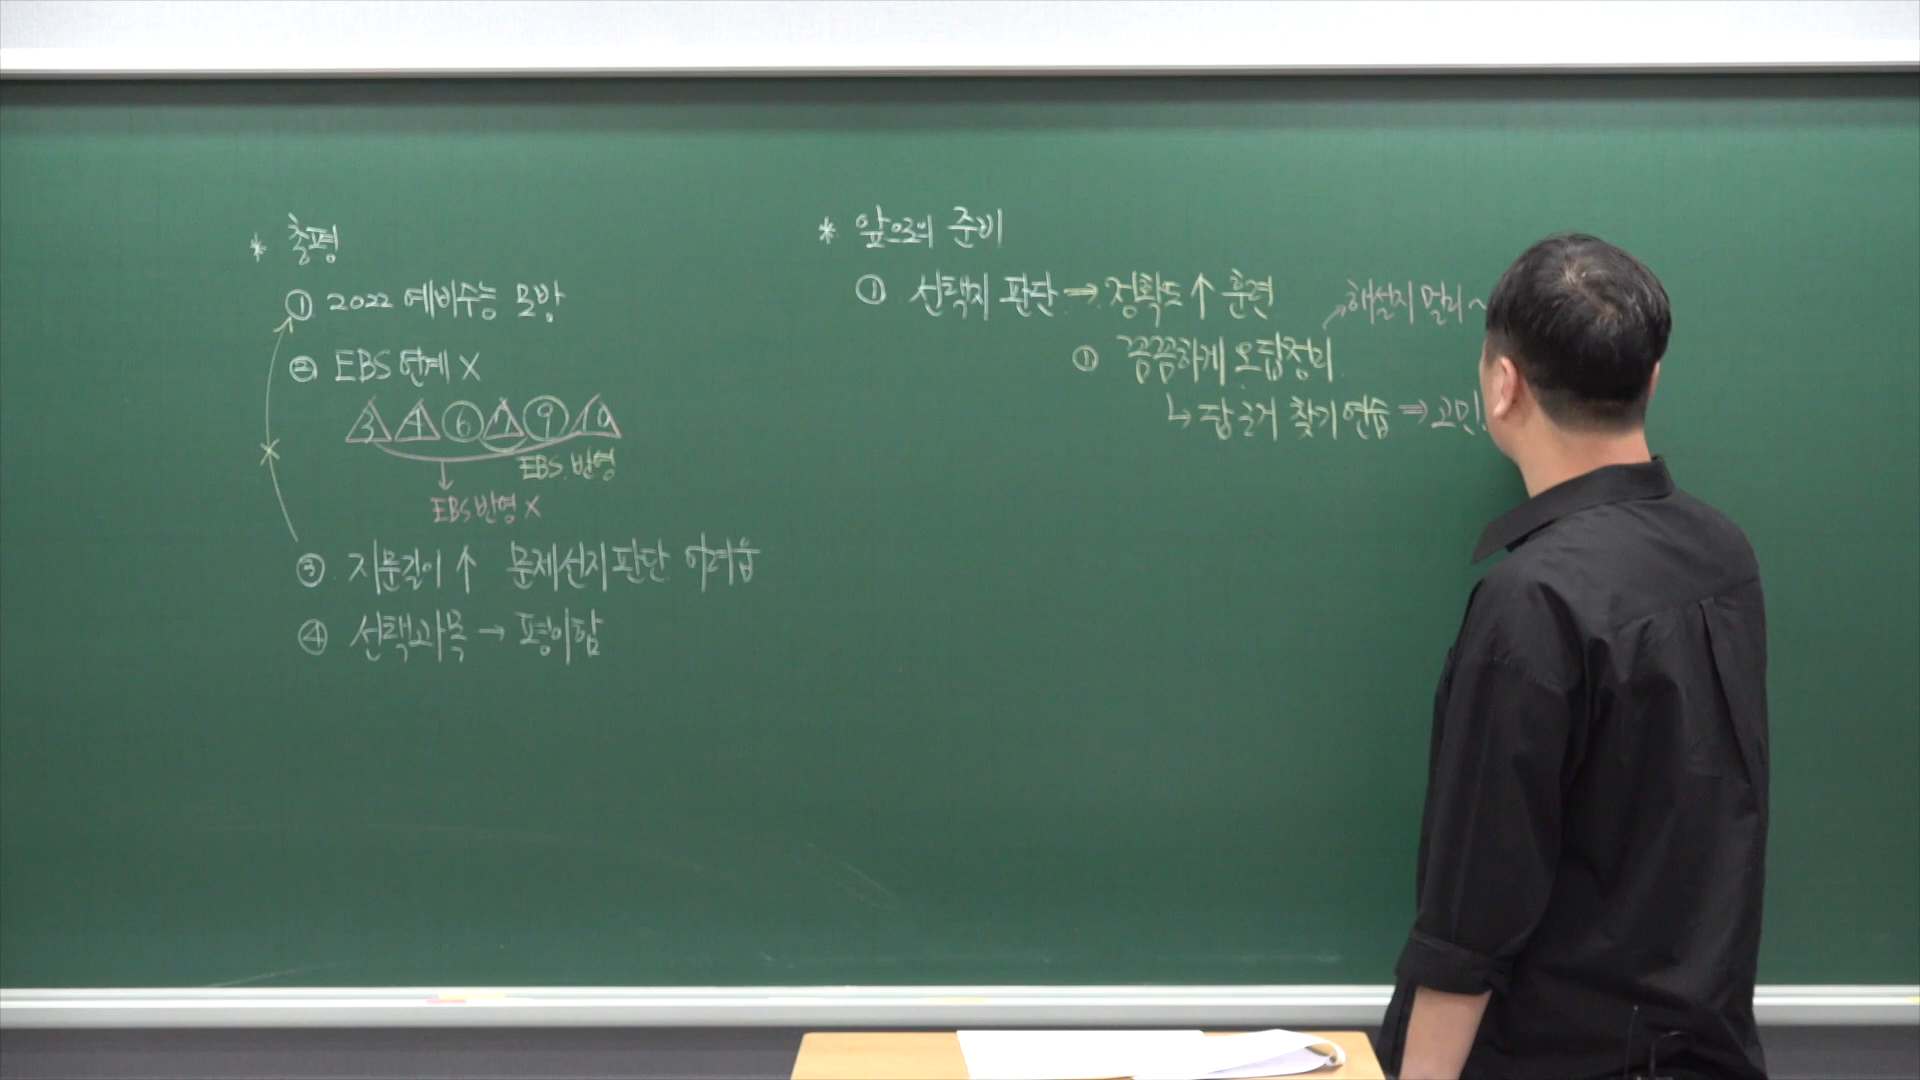 * 총평
① 2022 예비수능 모방
② EBS 연계 X
3 4 6 7 9 10
EBS 반영
EBS 반영 X
③ 지문길이 ↑ 문제선지 판단 어려움
④ 선택과목 → 평이함
* 앞으로의 준비
① 선택지 판단 → 정확도 ↑ 훈련
해설지 멀리~
① 꼼꼼하게 오답정리
↳ 답 근거 찾기 연습 ⇒ 고민